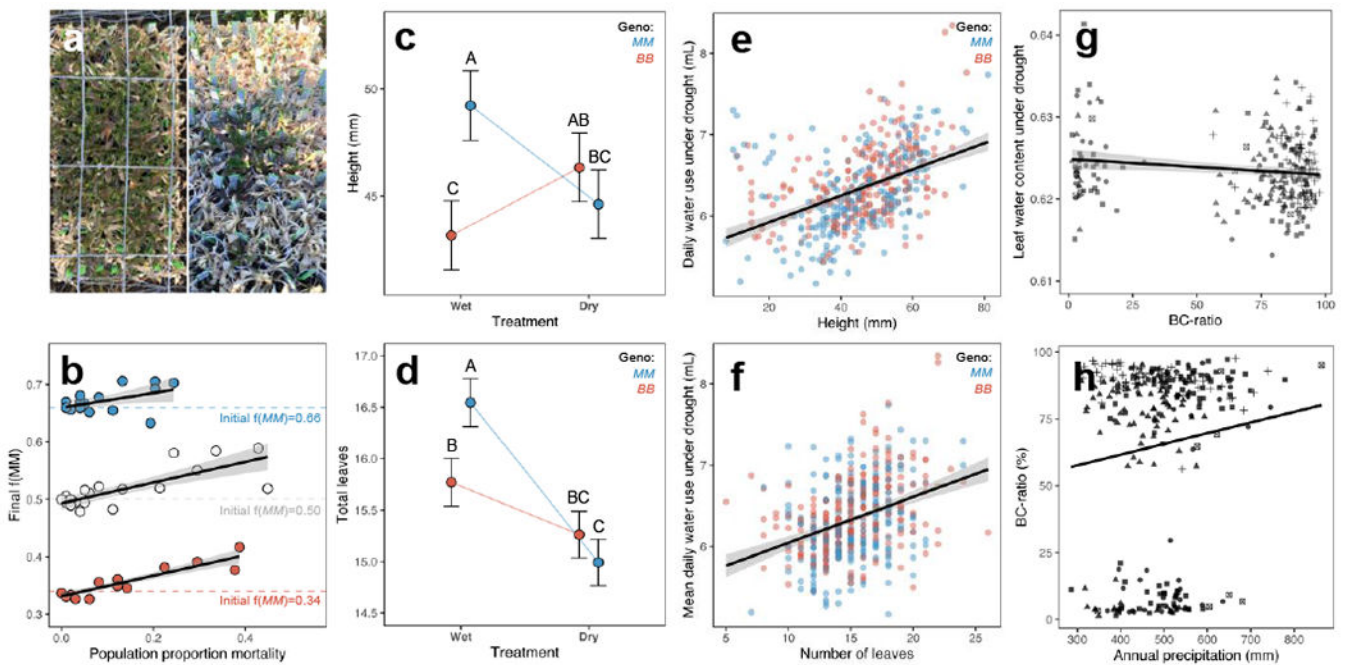 a
b
Final f(MM)
0.7
0.6
0.5
0.4
0.3
Initial f(MM)=0.66
Initial f(MM)=0.50
Initial f(MM)=0.34
0.0
0.2
0.4
Population proportion mortality
c
Geno:
MM
BB
Height (mm)
50
45
A
C
AB
BC
Wet
Dry
Treatment
d
Geno:
MM
BB
Total leaves
17.0
16.5
16.0
15.5
15.0
14.5
A
B
BC
C
Wet
Dry
Treatment
e
Geno:
MM
BB
Daily water use under drought (mL)
8
7
6
20
40
60
80
Height (mm)
f
Geno:
MM
BB
Mean daily water use under drought (mL)
8
7
6
5
10
15
20
25
Number of leaves
g
Leaf water content under drought
0.64
0.63
0.62
0.61
0
25
50
75
100
BC-ratio
h
BC-ratio (%)
100
75
50
25
0
300
400
500
600
700
800
Annual precipitation (mm)